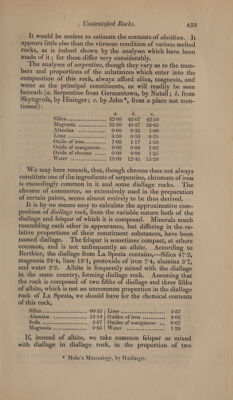 Unstratified Rocks. 453
It would be useless to estimate the contents of obsidian. It
appears little else than the vitreous condition of various melted
rocks, as is indeed shown by the analyses which have been
made of it; for these differ very considerably.
The analyses of serpentine, though they vary as to the num-
bers and proportions of the substances which enter into the
composition of this rock, always afford silica, magnesia, and
water as the principal constituents, as will readily be seen
beneath (a. Serpentine from Germantown, by Nutall; b. from
Skyttgrufa, by Hisinger; c. by John*, from a place not men-
tioned):
a. b. c.
Silica 42·00 43·07 42·50
Magnesia 33·00 40·37 38·63
Alumina 0·00 0·25 1·00
Lime 3·50 0·50 0·25
Oxide of iron 7·00 1·17 1·50
Oxide of manganese 0·00 0·00 0·62
Oxide of chrome 0·00 0·00 0·25
Water 13·00 12·45 15·20
We may here remark, that, though chrome does not always
constitute one of the ingredients of serpentine, chromate of iron
is exceedingly common in it and some diallage rocks. The
chrome of commerce, so extensively used in the preparation
of certain paints, seems almost entirely to be thus derived.
It is by no means easy to calculate the approximative com-
position of diallage rock, from the variable nature both of the
diallage and felspar of which it is composed. Minerals much
resembling each other in appearance, but differing in the re-
lative proportions of their constituent substances, have been
named diallage. The felspar is sometimes compact, at others
common, and is not unfrequently an albite. According to
Berthier, the diallage from La Spezia contains,—Silica 47·2,
magnesia 24·4, lime 13·1, protoxide of iron 7·4, alumina 3·7,
and water 3·2. Albite is frequently mixed with the diallage
in the same country, forming diallage rock. Assuming that
the rock is composed of two fifths of diallage and three fifths
of albite, which is not an uncommon proportion in the diallage
rock of La Spezia, we should have for the chemical contents
of this rock,
Silica 60·55 Lime 5·37
Alumina 13·14 Oxides of iron 3·03
Soda 5·67 Oxides of manganese 0·07
Magnesia 9·83 Water 1·28
If, instead of albite, we take common felspar as mixed
with diallage in diallage rock, in the proportion of two
* Mohs's Mineralogy, by Haidinger.